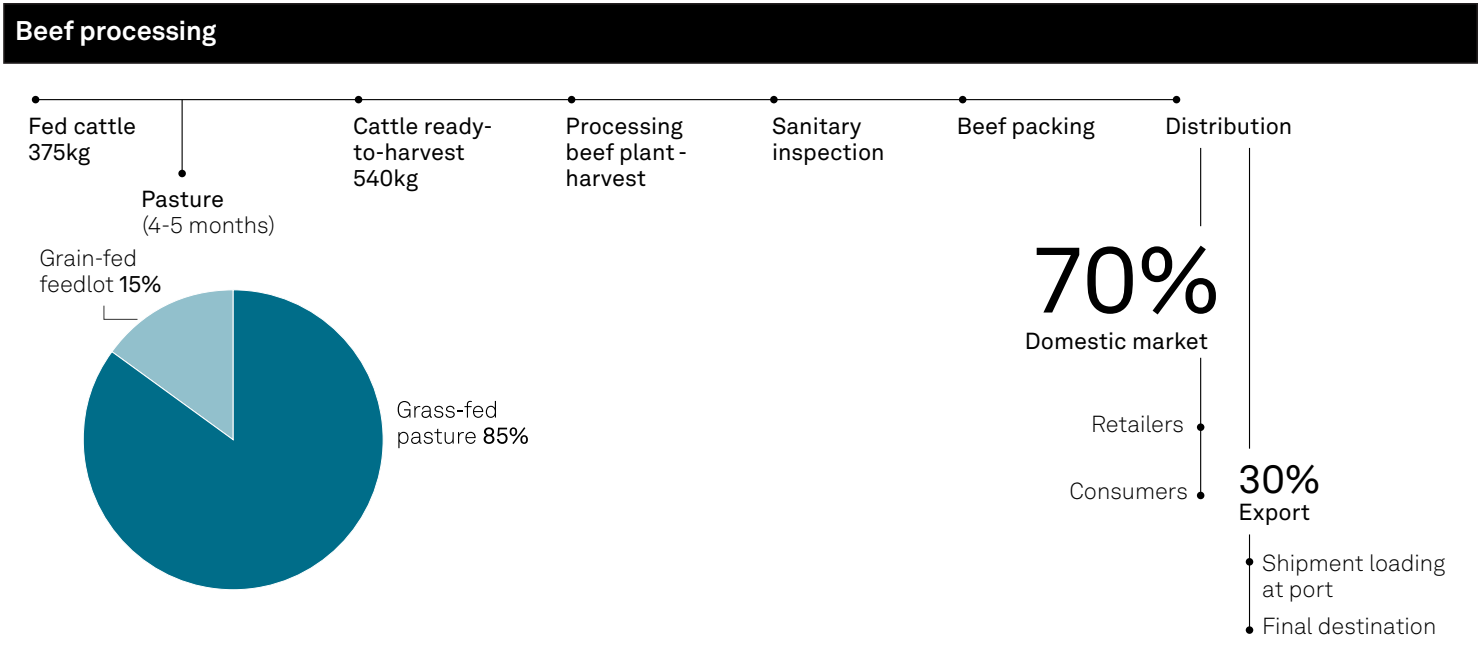 Beef processing
Fed cattle
375kg
Pasture
(4-5 months)
Cattle ready-
to-harvest
540kg
Processing
beef plant -
harvest
Sanitary
inspection
Beef packing
Distribution
Grain-fed
feedlot 15%
Grass-fed
pasture 85%
70%
Domestic market
Retailers
Consumers
30%
Export
Shipment loading
at port
Final destination